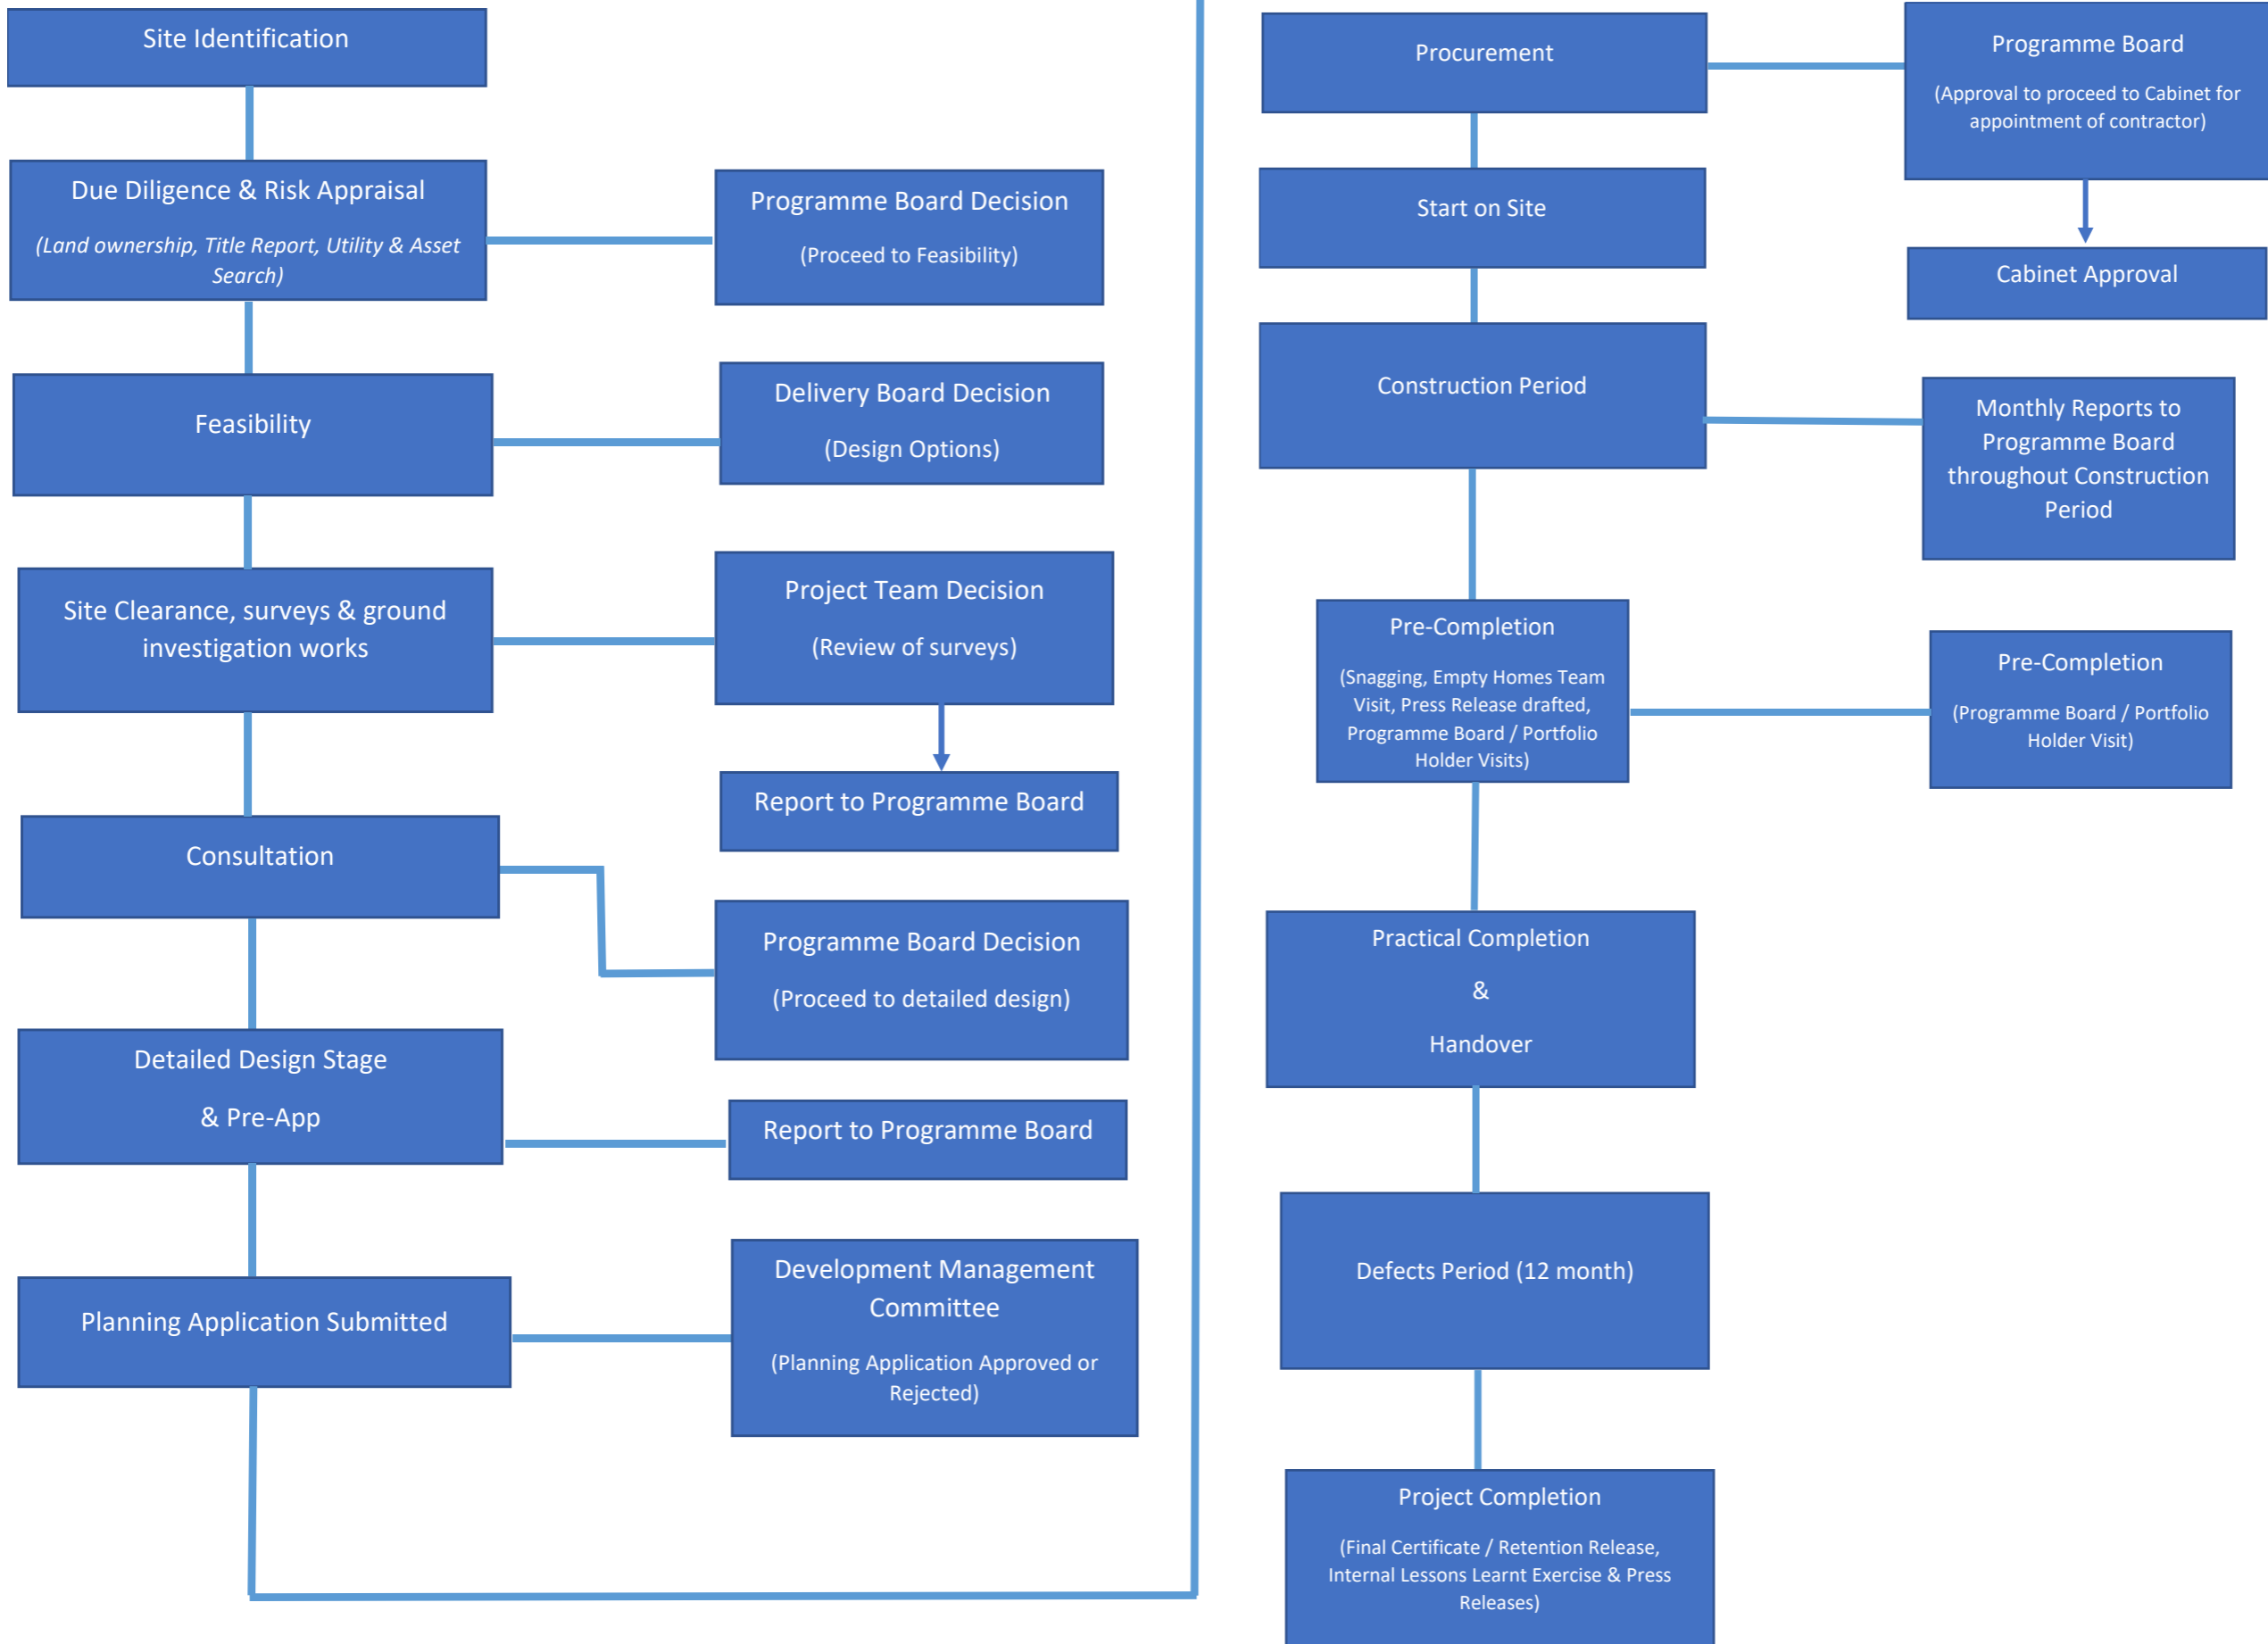 Site Identification
Due Diligence & Risk Appraisal
(Land ownership, Title Report, Utility & Asset
Search)
Programme Board Decision
(Proceed to Feasibility)
Feasibility
Delivery Board Decision
(Design Options)
Site Clearance, surveys & ground
investigation works
Project Team Decision
(Review of surveys)
Report to Programme Board
Consultation
Programme Board Decision
(Proceed to detailed design)
Detailed Design Stage
& Pre-App
Report to Programme Board
Planning Application Submitted
Development Management
Committee
(Planning Application Approved or
Rejected)
Procurement
Programme Board
(Approval to proceed to Cabinet for
appointment of contractor)
Cabinet Approval
Start on Site
Construction Period
Monthly Reports to
Programme Board
throughout Construction
Period
Pre-Completion
(Snagging, Empty Homes Team
Visit, Press Release drafted,
Programme Board / Portfolio
Holder Visits)
Pre-Completion
(Programme Board / Portfolio
Holder Visit)
Practical Completion
&
Handover
Defects Period (12 month)
Project Completion
(Final Certificate / Retention Release,
Internal Lessons Learnt Exercise & Press
Releases)